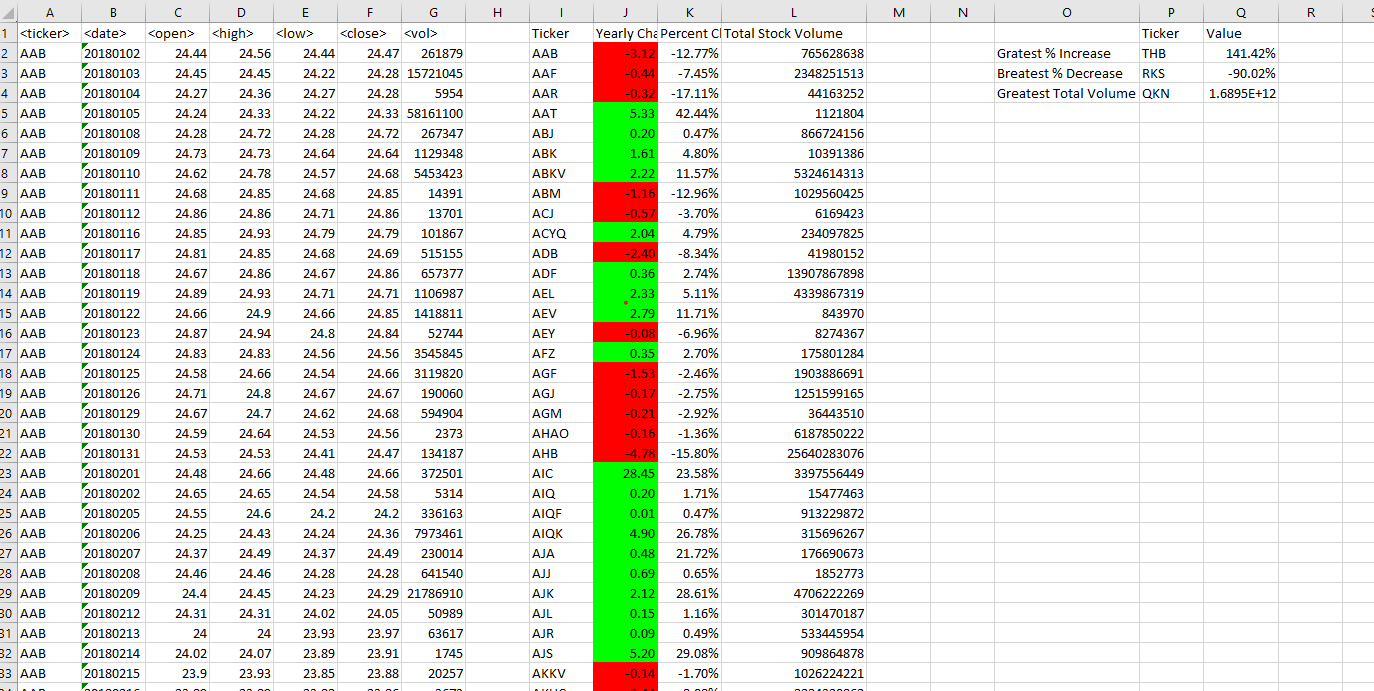 A B C D E F G H I J K L M N O P Q R
1 <ticker> <date> <open> <high> <low> <close> <vol> Ticker Yearly Cha Percent Cl Total Stock Volume Ticker Value
2 AAB 20180102 24.44 24.56 24.44 24.47 261879 AAB -3.12 -12.77% 765628638 Gratest % Increase THB 141.42%
3 AAB 20180103 24.45 24.45 24.22 24.28 15721045 AAF -0.44 -7.45% 2348251513 Breatest % Decrease RKS -90.02%
4 AAB 20180104 24.27 24.36 24.27 24.27 5954 AAR -0.32 -17.11% 44163252 Greatest Total Volume QKN 1.6895E+12
5 AAB 20180105 24.24 24.33 24.22 24.33 58161100 AAT 5.33 42.44% 1121804
6 AAB 20180108 24.28 24.72 24.28 24.72 267347 ABJ 0.20 0.47% 866724156
7 AAB 20180109 24.73 24.73 24.64 24.64 1129348 ABK 1.61 4.80% 10391386
8 AAB 20180110 24.62 24.78 24.57 24.68 5453423 ABKV 2.22 11.57% 5324614313
9 AAB 20180111 24.68 24.85 24.68 24.85 14391 ABM -1.16 -12.96% 1029560425
10 AAB 20180112 24.86 24.86 24.71 24.86 13701 ACJ -0.57 -3.70% 6169423
11 AAB 20180116 24.85 24.93 24.79 24.79 101867 ACYQ 2.04 4.79% 234097825
12 AAB 20180117 24.81 24.85 24.68 24.69 515155 ADB -2.40 -8.34% 41980152
13 AAB 20180118 24.67 24.86 24.67 24.86 657377 ADF 0.36 2.74% 13907867898
14 AAB 20180119 24.89 24.93 24.71 24.71 1106987 AEL 2.33 5.11% 4339867319
15 AAB 20180122 24.66 24.9 24.66 24.85 1418811 AEV 2.79 11.71% 843970
16 AAB 20180123 24.87 24.94 24.8 24.84 52744 AEY -0.08 -6.96% 8274367
17 AAB 20180124 24.83 24.83 24.56 24.56 3545845 AFZ 0.35 2.70% 175801284
18 AAB 20180125 24.58 24.66 24.54 24.66 3119820 AGF -1.53 -2.46% 1903886691
19 AAB 20180126 24.71 24.8 24.67 24.67 190060 AGJ -0.17 -2.75% 1251599165
20 AAB 20180129 24.67 24.7 24.62 24.68 594904 AGM -0.21 -2.92% 36443510
21 AAB 20180130 24.59 24.64 24.53 24.56 2373 AHAO -0.16 -1.36% 6187850222
22 AAB 20180131 24.53 24.53 24.41 24.47 134187 AHB -4.78 -15.80% 25640283076
23 AAB 20180201 24.48 24.66 24.48 24.66 372501 AIC 28.45 23.58% 3397556449
24 AAB 20180202 24.65 24.65 24.54 24.58 5314 AIQ 0.20 1.71% 15477463
25 AAB 20180205 24.55 24.6 24.2 24.2 336163 AIQF 0.01 0.47% 913229872
26 AAB 20180206 24.25 24.43 24.24 24.36 7973461 AIQK 4.90 26.78% 315696267
27 AAB 20180207 24.37 24.49 24.37 24.49 230014 AJA 0.48 21.72% 176690673
28 AAB 20180208 24.46 24.46 24.28 24.28 641540 AJJ 0.69 0.65% 1852773
29 AAB 20180209 24.4 24.45 24.23 24.29 21786910 AJK 2.12 28.61% 4706222269
30 AAB 20180212 24.31 24.31 24.02 24.05 50989 AJL 0.15 1.16% 301470187
31 AAB 20180213 24 24 23.93 23.97 63617 AJR 0.09 0.49% 533445954
32 AAB 20180214 24.02 24.07 23.89 23.91 1745 AJS 5.20 29.08% 909864878
33 AAB 20180215 23.9 23.93 23.85 23.88 20257 AKKV -0.14 -1.70% 1026224221